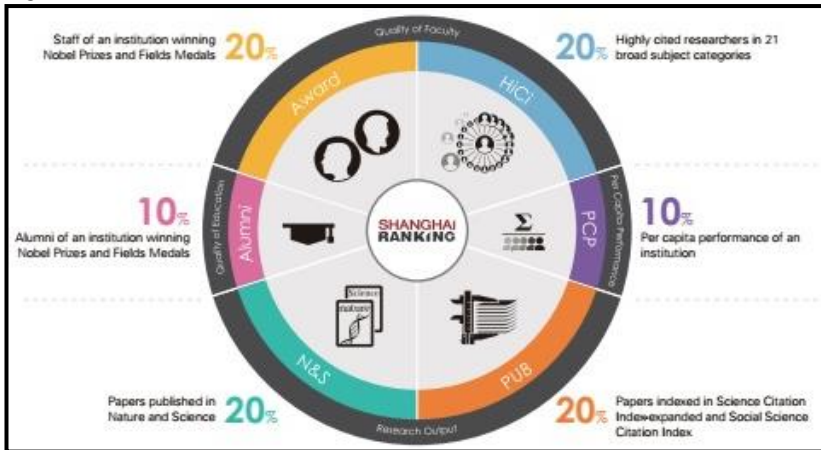 Quality of Faculty
Staff of an institution winning
Nobel Prizes and Fields Medals
20%
20%
Highly cited researchers in 21
broad subject categories
Award
HiCi
Quality of Education
Alumni
10%
Alumni of an institution winning
Nobel Prizes and Fields Medals
SHANGHAI
RANKING
Σ
PCP
Per Capita Performance
10%
Per capita performance of an
institution
Science
nature
N&S
PUB
Papers published in
Nature and Science
20%
20%
Papers indexed in Science Citation
Index-expanded and Social Science
Citation Index
Research Output